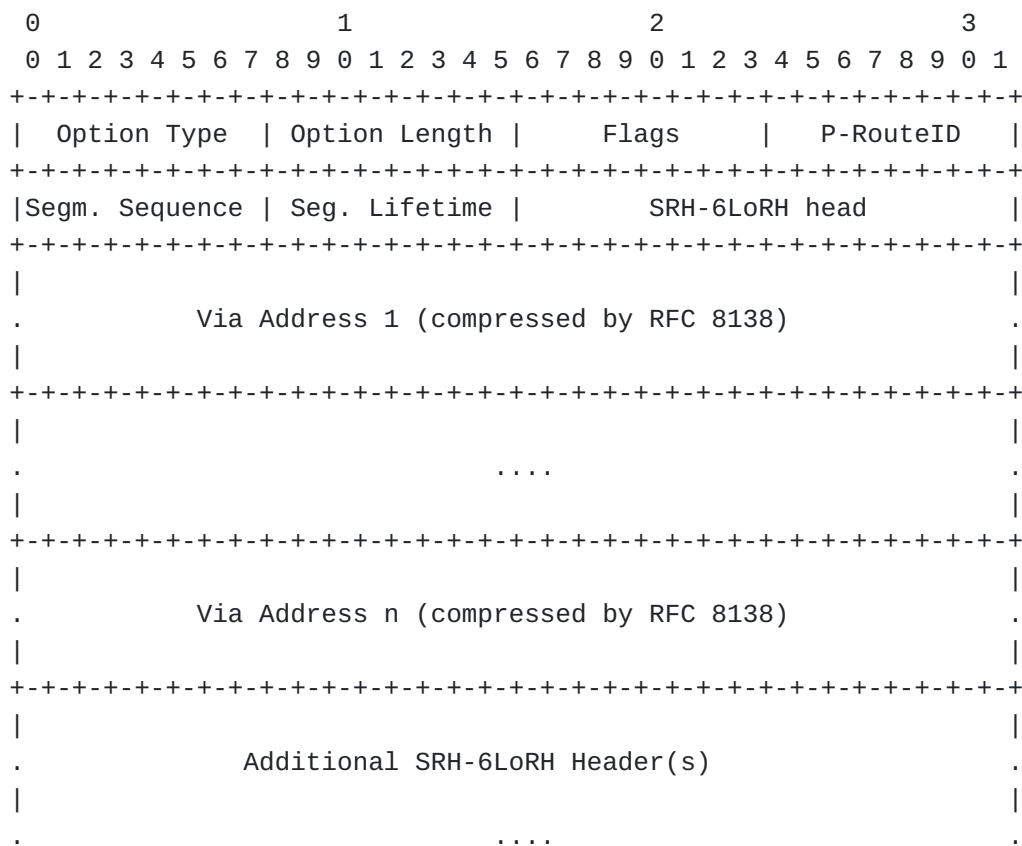 0                   1                   2                   3
 0 1 2 3 4 5 6 7 8 9 0 1 2 3 4 5 6 7 8 9 0 1 2 3 4 5 6 7 8 9 0 1
+-+-+-+-+-+-+-+-+-+-+-+-+-+-+-+-+-+-+-+-+-+-+-+-+-+-+-+-+-+-+-+-+
|  Option Type  | Option Length |     Flags     |   P-RouteID   |
+-+-+-+-+-+-+-+-+-+-+-+-+-+-+-+-+-+-+-+-+-+-+-+-+-+-+-+-+-+-+-+-+
|Segm. Sequence | Seg. Lifetime |        SRH-6LoRH head         |
+-+-+-+-+-+-+-+-+-+-+-+-+-+-+-+-+-+-+-+-+-+-+-+-+-+-+-+-+-+-+-+-+
|                                                               |
.           Via Address 1 (compressed by RFC 8138)              .
|                                                               |
+-+-+-+-+-+-+-+-+-+-+-+-+-+-+-+-+-+-+-+-+-+-+-+-+-+-+-+-+-+-+-+-+
|                                                               |
.                              ....                             .
|                                                               |
+-+-+-+-+-+-+-+-+-+-+-+-+-+-+-+-+-+-+-+-+-+-+-+-+-+-+-+-+-+-+-+-+
|                                                               |
.           Via Address n (compressed by RFC 8138)              .
|                                                               |
+-+-+-+-+-+-+-+-+-+-+-+-+-+-+-+-+-+-+-+-+-+-+-+-+-+-+-+-+-+-+-+-+
|                                                               |
.              Additional SRH-6LoRH Header(s)                   .
|                                                               |
.                              ....                             .